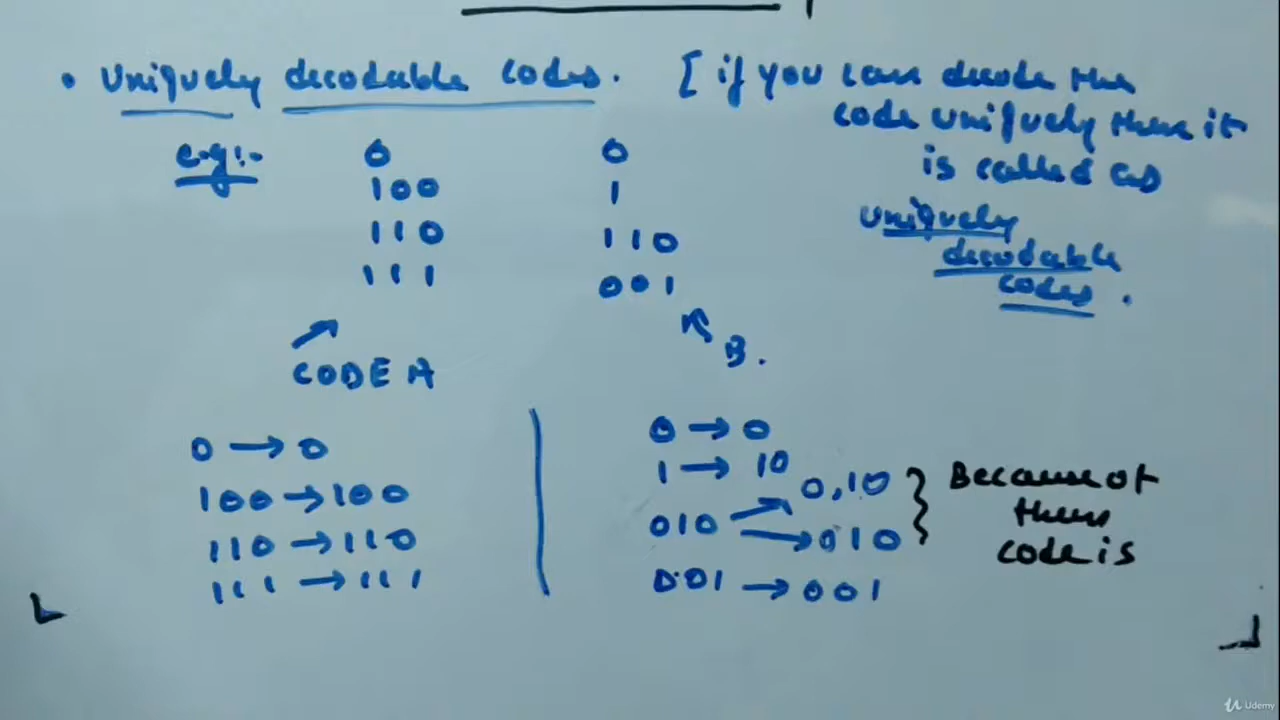 • Uniquely decodable codes. [ if you can decode the
code uniquely then it
is called as
uniquely
decodable
codes.
e.g:-
0 0
100 1
110 110
111 001
CODE A
B.
0 → 0
100 → 100
110 → 110
111 → 111
0 → 0
1 → 10
010 → 0,10
→ 010
001 → 001
Because of
this
code is
Udemy